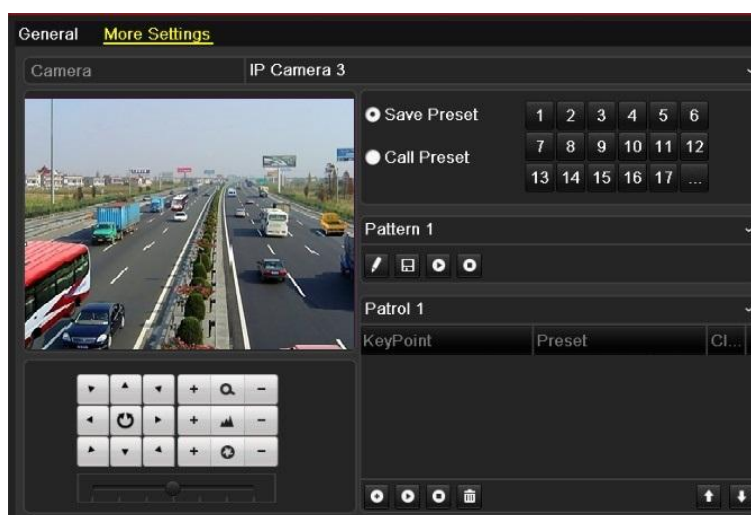 General More Settings
Camera IP Camera 3
Save Preset 1 2 3 4 5 6
Call Preset 7 8 9 10 11 12
13 14 15 16 17 ...
Pattern 1
Patrol 1
KeyPoint Preset Cl...